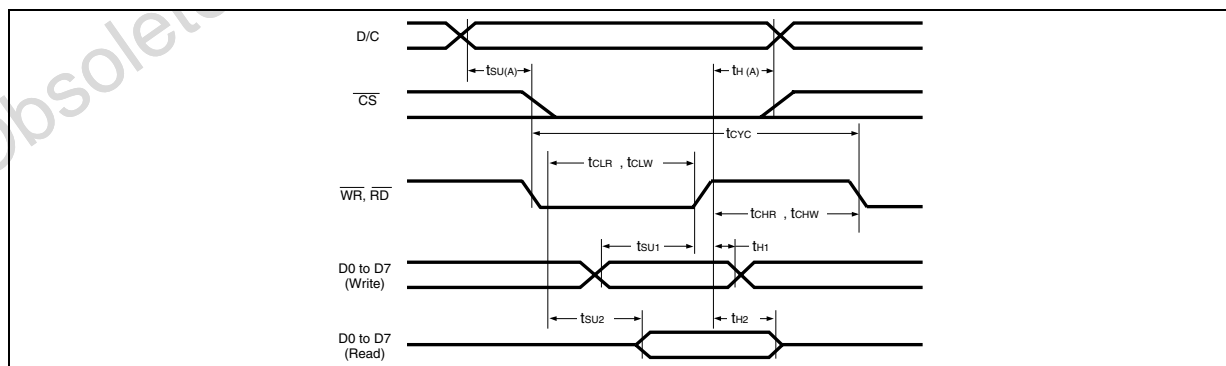 obsolete
D/C
tSU(A)
tH (A)
CS
tCYC
tCLR , tCLW
WR, RD
tCHR , tCHW
tSU1
tH1
D0 to D7
(Write)
tSU2
tH2
D0 to D7
(Read)